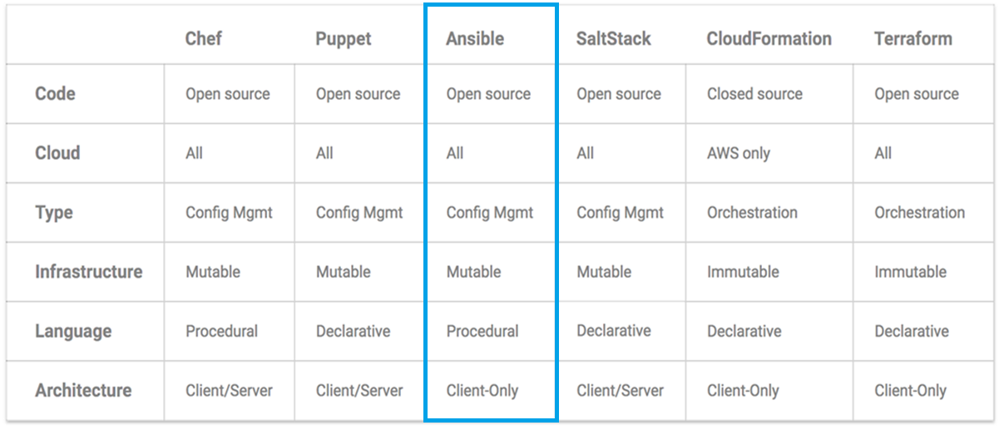 Chef Puppet Ansible SaltStack CloudFormation Terraform
Code Open source Open source Open source Open source Closed source Open source
Cloud All All All All AWS only All
Type Config Mgmt Config Mgmt Config Mgmt Config Mgmt Orchestration Orchestration
Infrastructure Mutable Mutable Mutable Mutable Immutable Immutable
Language Procedural Declarative Procedural Declarative Declarative Declarative
Architecture Client/Server Client/Server Client-Only Client/Server Client-Only Client-Only